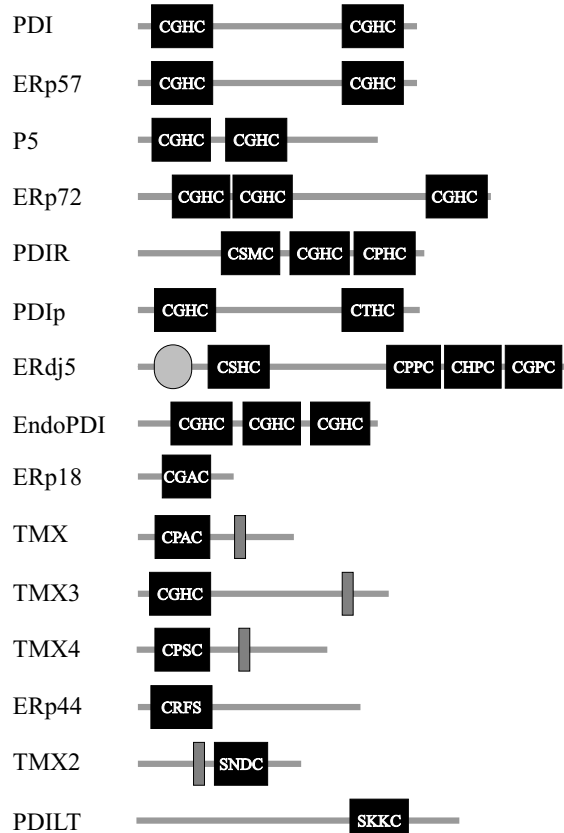 PDI CGHC CGHC
ERp57 CGHC CGHC
P5 CGHC CGHC
ERp72 CGHC CGHC CGHC
PDIR CSMC CGHC CPHC
PDIp CGHC CTHC
ERdj5 CSHC CPPC CHPC CGPC
EndoPDI CGHC CGHC CGHC
ERp18 CGAC
TMX CPAC
TMX3 CGHC
TMX4 CPSC
ERp44 CRFS
TMX2 SNDC
PDILT SKKC